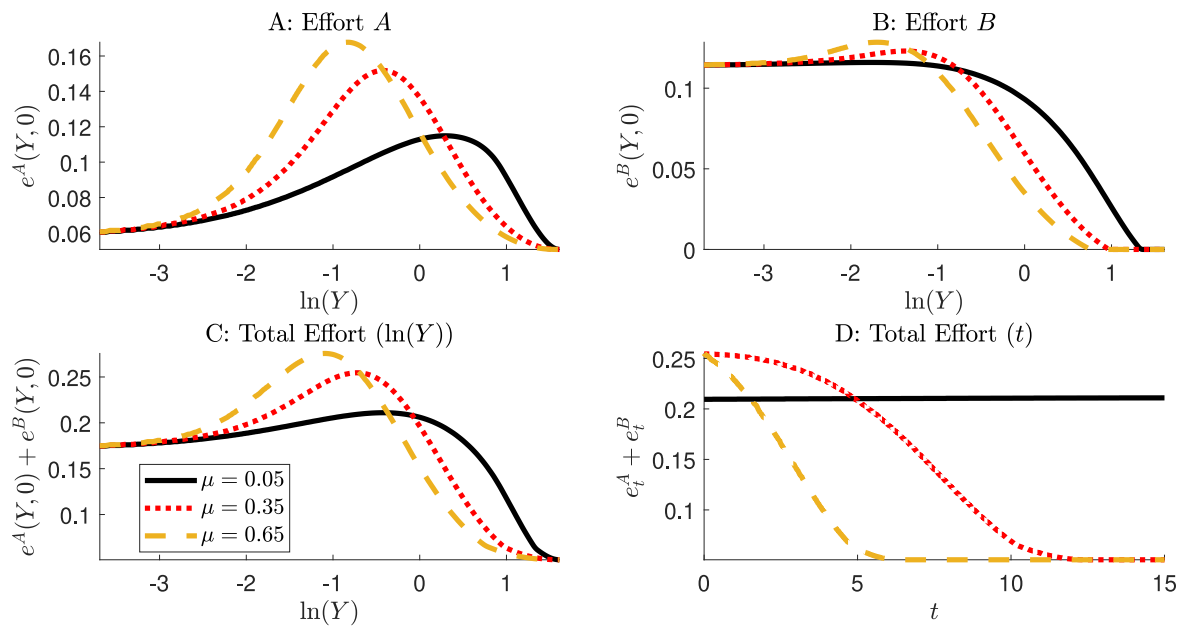 A: Effort A
e^A(Y, 0)
0.16
0.14
0.12
0.1
0.08
0.06
-3 -2 -1 0 1
ln(Y)
B: Effort B
e^B(Y, 0)
0.1
0.05
0
-3 -2 -1 0 1
ln(Y)
C: Total Effort (ln(Y))
e^A(Y, 0) + e^B(Y, 0)
0.25
0.2
0.15
0.1
μ = 0.05
μ = 0.35
μ = 0.65
-3 -2 -1 0 1
ln(Y)
D: Total Effort (t)
e_t^A + e_t^B
0.25
0.2
0.15
0.1
0 5 10 15
t